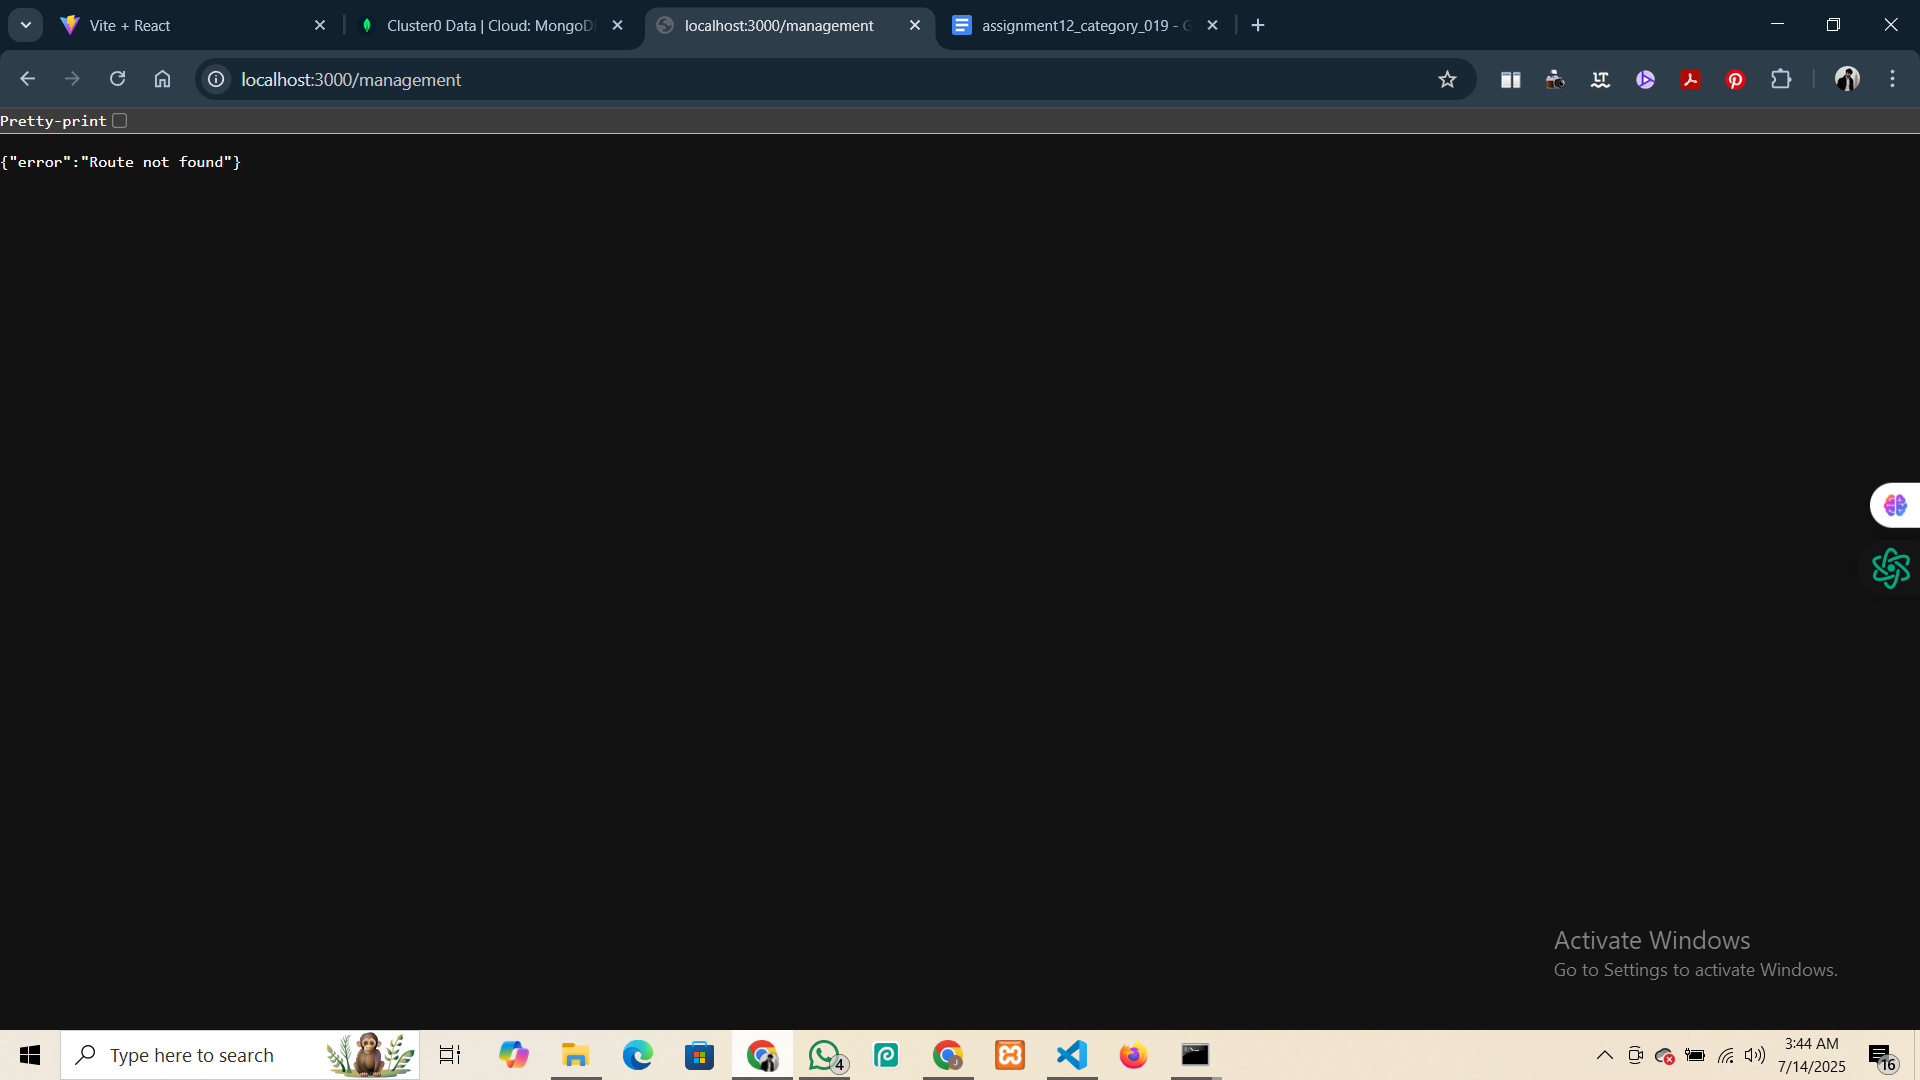 Vite + React
Cluster0 Data | Cloud: MongoD
localhost:3000/management
assignment12_category_019 - G
localhost:3000/management
Pretty-print
{"error":"Route not found"}
Activate Windows
Go to Settings to activate Windows.
Type here to search
4
3:44 AM
7/14/2025
16